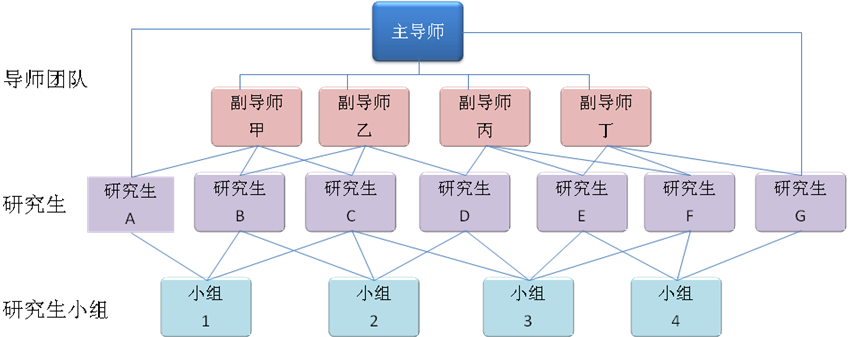 主导师
导师团队
副导师
甲
副导师
乙
副导师
丙
副导师
丁
研究生
研究生
A
研究生
B
研究生
C
研究生
D
研究生
E
研究生
F
研究生
G
研究生小组
小组
1
小组
2
小组
3
小组
4